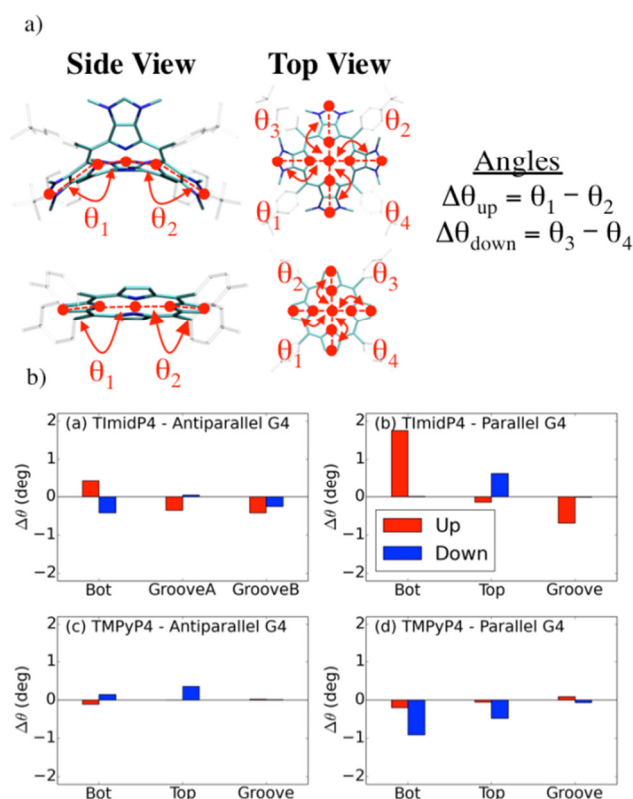 a)
Side View
Top View
θ1
θ2
θ3
θ2
θ1
θ4
Angles
Δθup = θ1 − θ2
Δθdown = θ3 − θ4
θ1
θ2
θ2
θ3
θ1
θ4
b)
(a) TImidP4 - Antiparallel G4
Δθ (deg)
2
1
0
−1
−2
Bot
GrooveA
GrooveB
(b) TImidP4 - Parallel G4
Δθ (deg)
2
1
0
−1
−2
Up
Down
Bot
Top
Groove
(c) TMPyP4 - Antiparallel G4
Δθ (deg)
2
1
0
−1
−2
Bot
Top
Groove
(d) TMPyP4 - Parallel G4
Δθ (deg)
2
1
0
−1
−2
Bot
Top
Groove